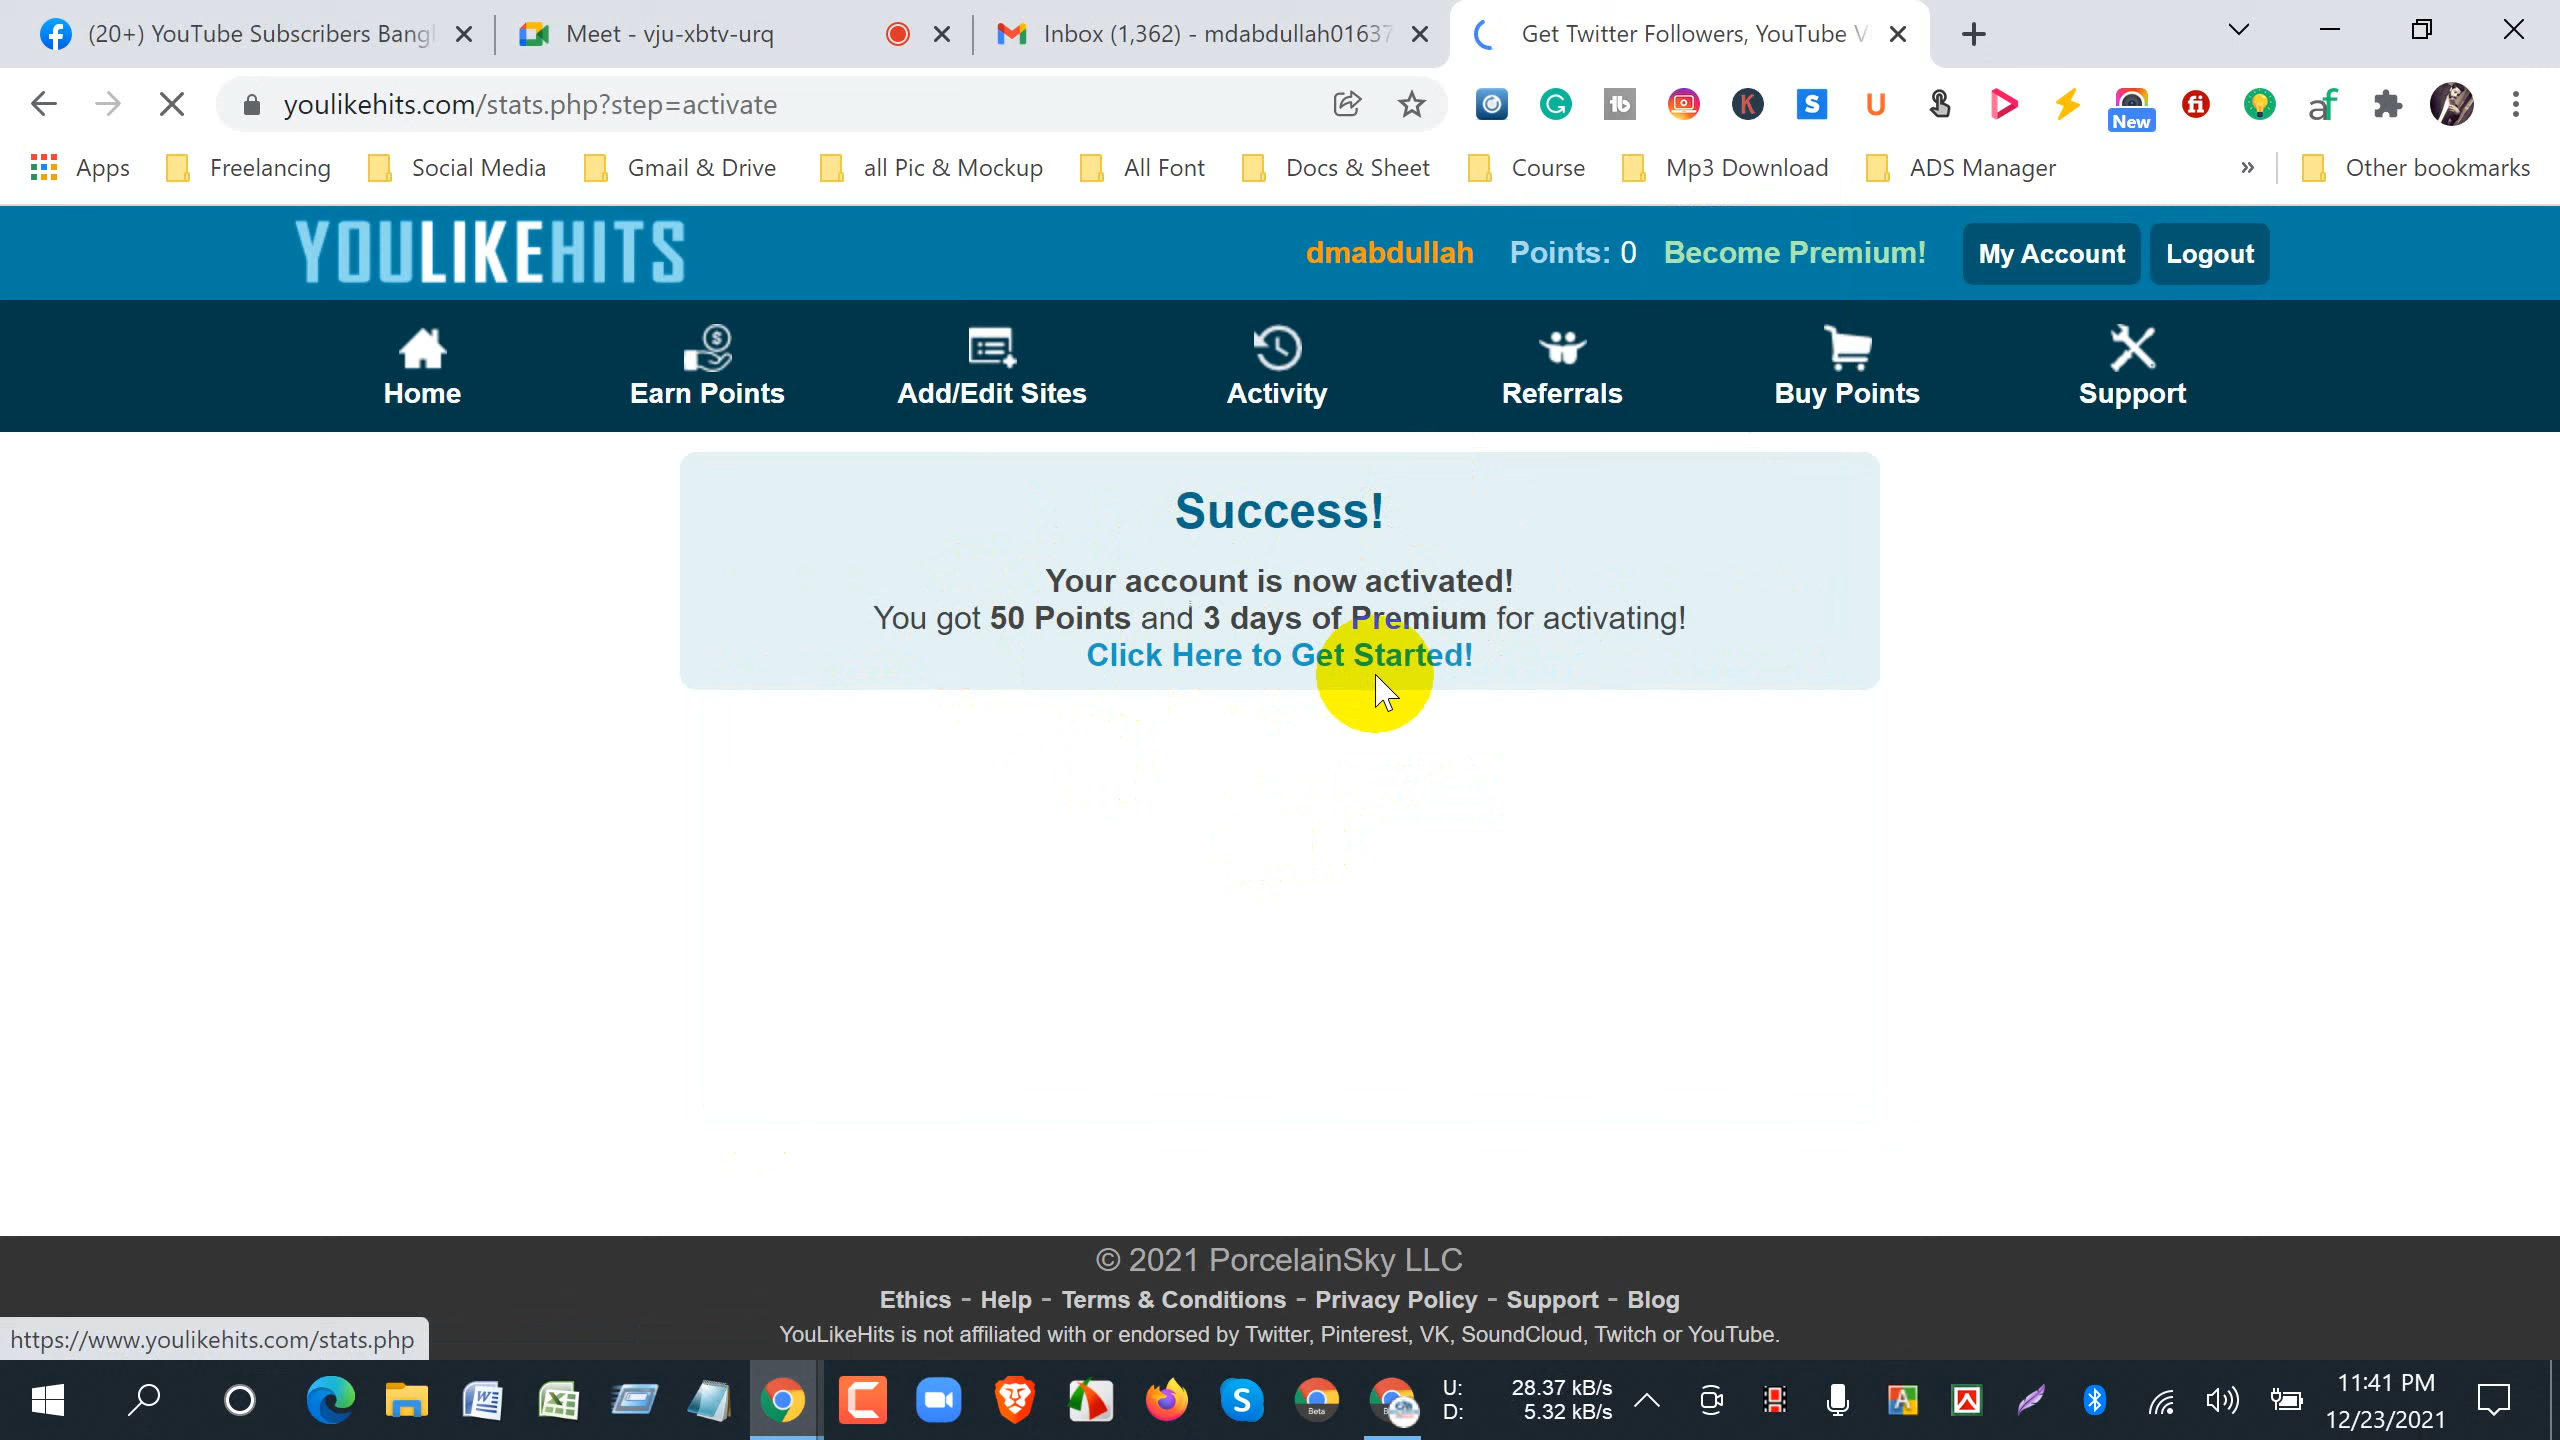 (20+) YouTube Subscribers Bangl
Meet - vju-xbtv-urq
Inbox (1,362) - mdabdullah01637
Get Twitter Followers, YouTube V
youlikehits.com/stats.php?step=activate
New
Apps
Freelancing
Social Media
Gmail & Drive
all Pic & Mockup
All Font
Docs & Sheet
Course
Mp3 Download
ADS Manager
»
Other bookmarks
YOULIKEHITS
dmabdullah
Points: 0
Become Premium!
My Account
Logout
Home
Earn Points
Add/Edit Sites
Activity
Referrals
Buy Points
Support
Success!
Your account is now activated!
You got 50 Points and 3 days of Premium for activating!
Click Here to Get Started!
© 2021 PorcelainSky LLC
Ethics - Help - Terms & Conditions - Privacy Policy - Support - Blog
YouLikeHits is not affiliated with or endorsed by Twitter, Pinterest, VK, SoundCloud, Twitch or YouTube.
https://www.youlikehits.com/stats.php
U: 28.37 kB/s
D: 5.32 kB/s
11:41 PM
12/23/2021